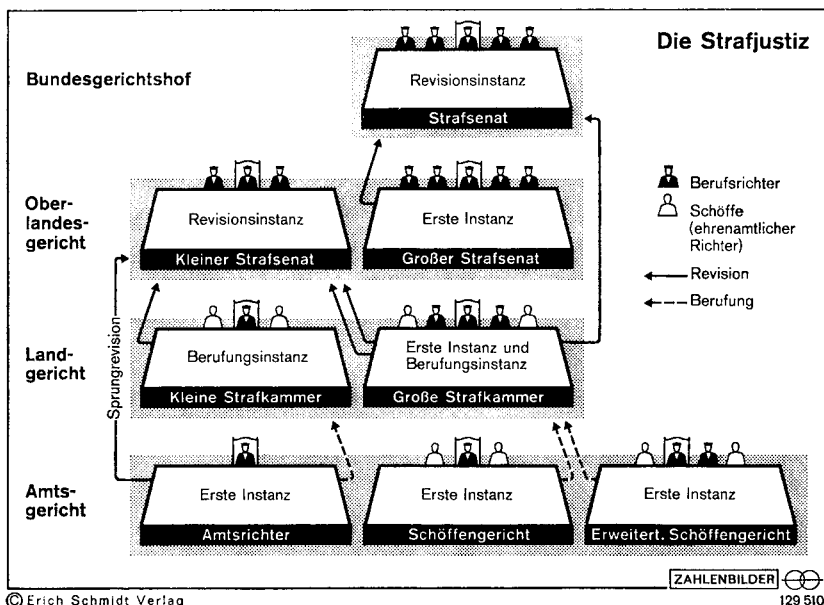 Die Strafjustiz
Bundesgerichtshof
Revisionsinstanz
Strafsenat
Ober-
landes-
gericht
Revisionsinstanz
Kleiner Strafsenat
Erste Instanz
Großer Strafsenat
Berufsrichter
Schöffe
(ehrenamtlicher
Richter)
Revision
Berufung
Sprungrevision
Land-
gericht
Berufungsinstanz
Kleine Strafkammer
Erste Instanz und
Berufungsinstanz
Große Strafkammer
Amts-
gericht
Erste Instanz
Amtsrichter
Erste Instanz
Schöffengericht
Erste Instanz
Erweitert. Schöffengericht
ZAHLENBILDER
© Erich Schmidt Verlag
129 510